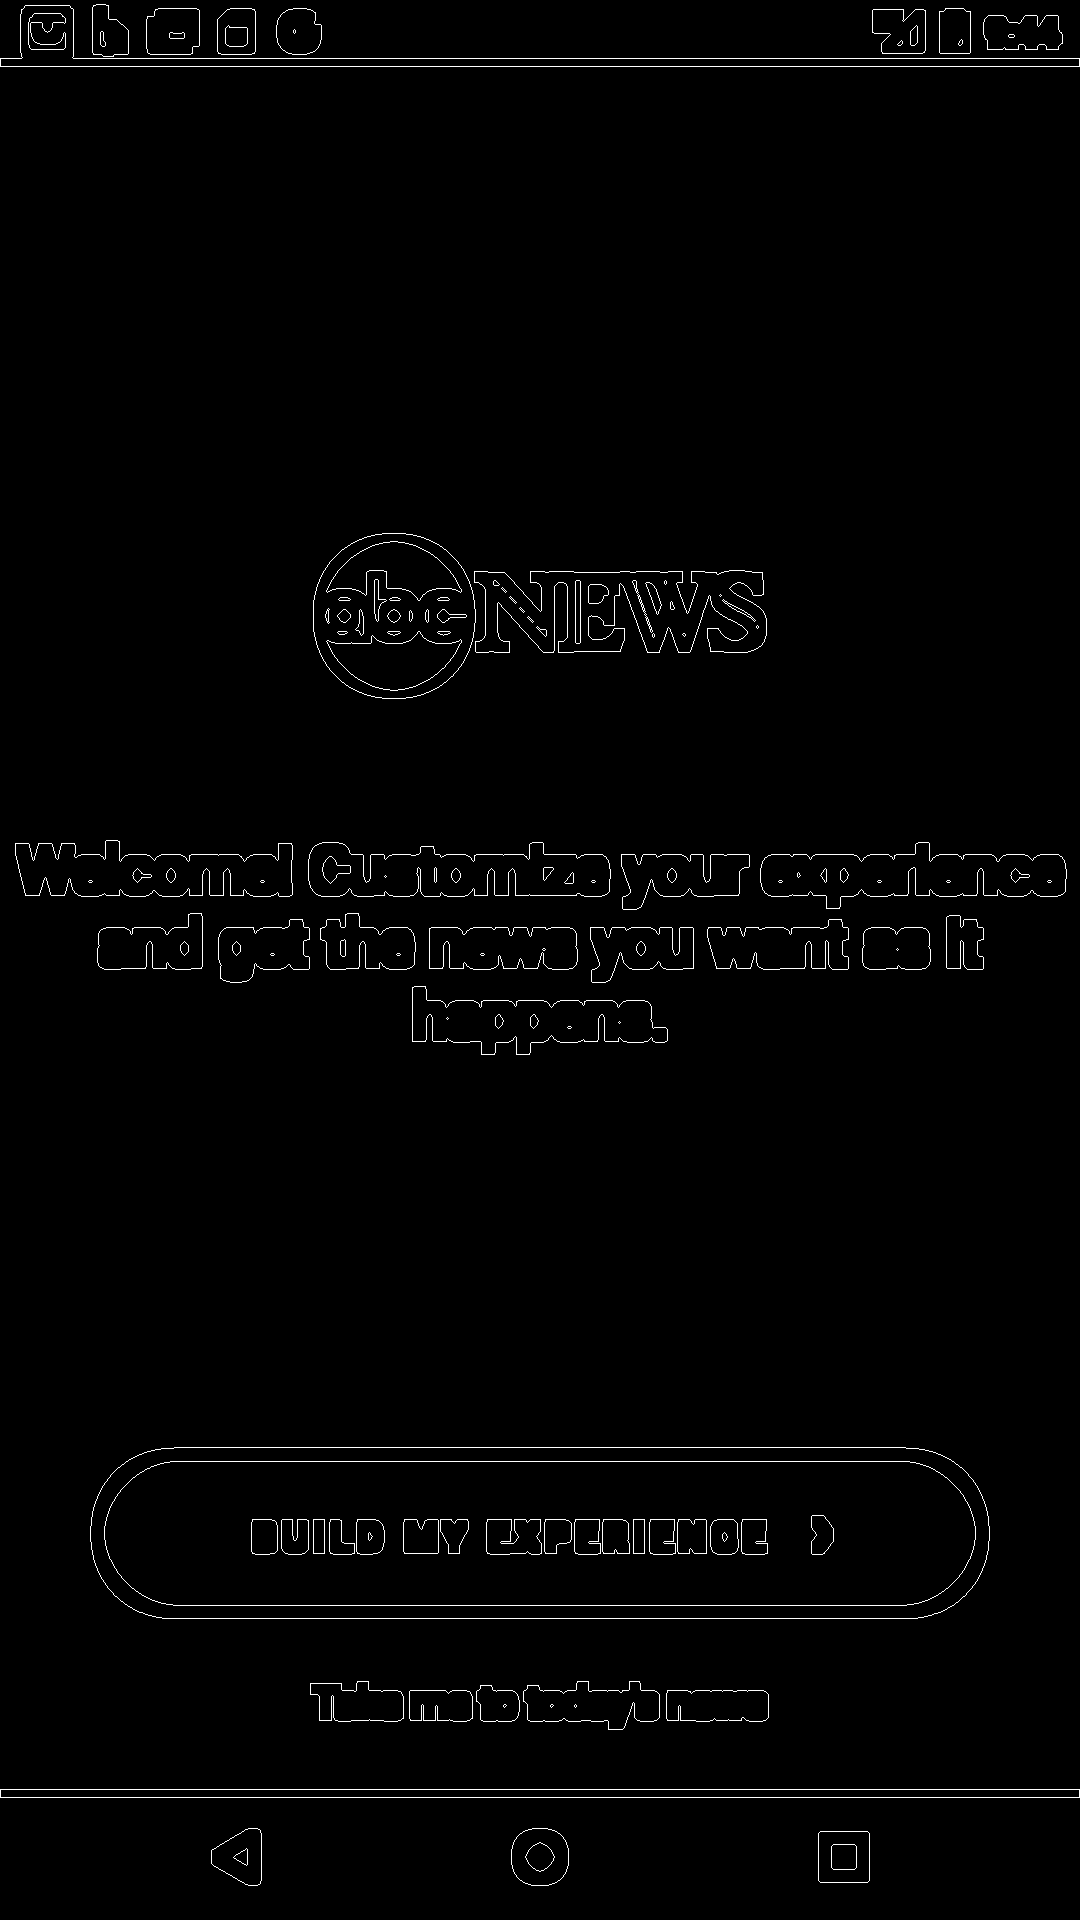 abc NEWS
Welcome! Customize your experience
and get the news you want as it
happens.
BUILD MY EXPERIENCE
Take me to today's news